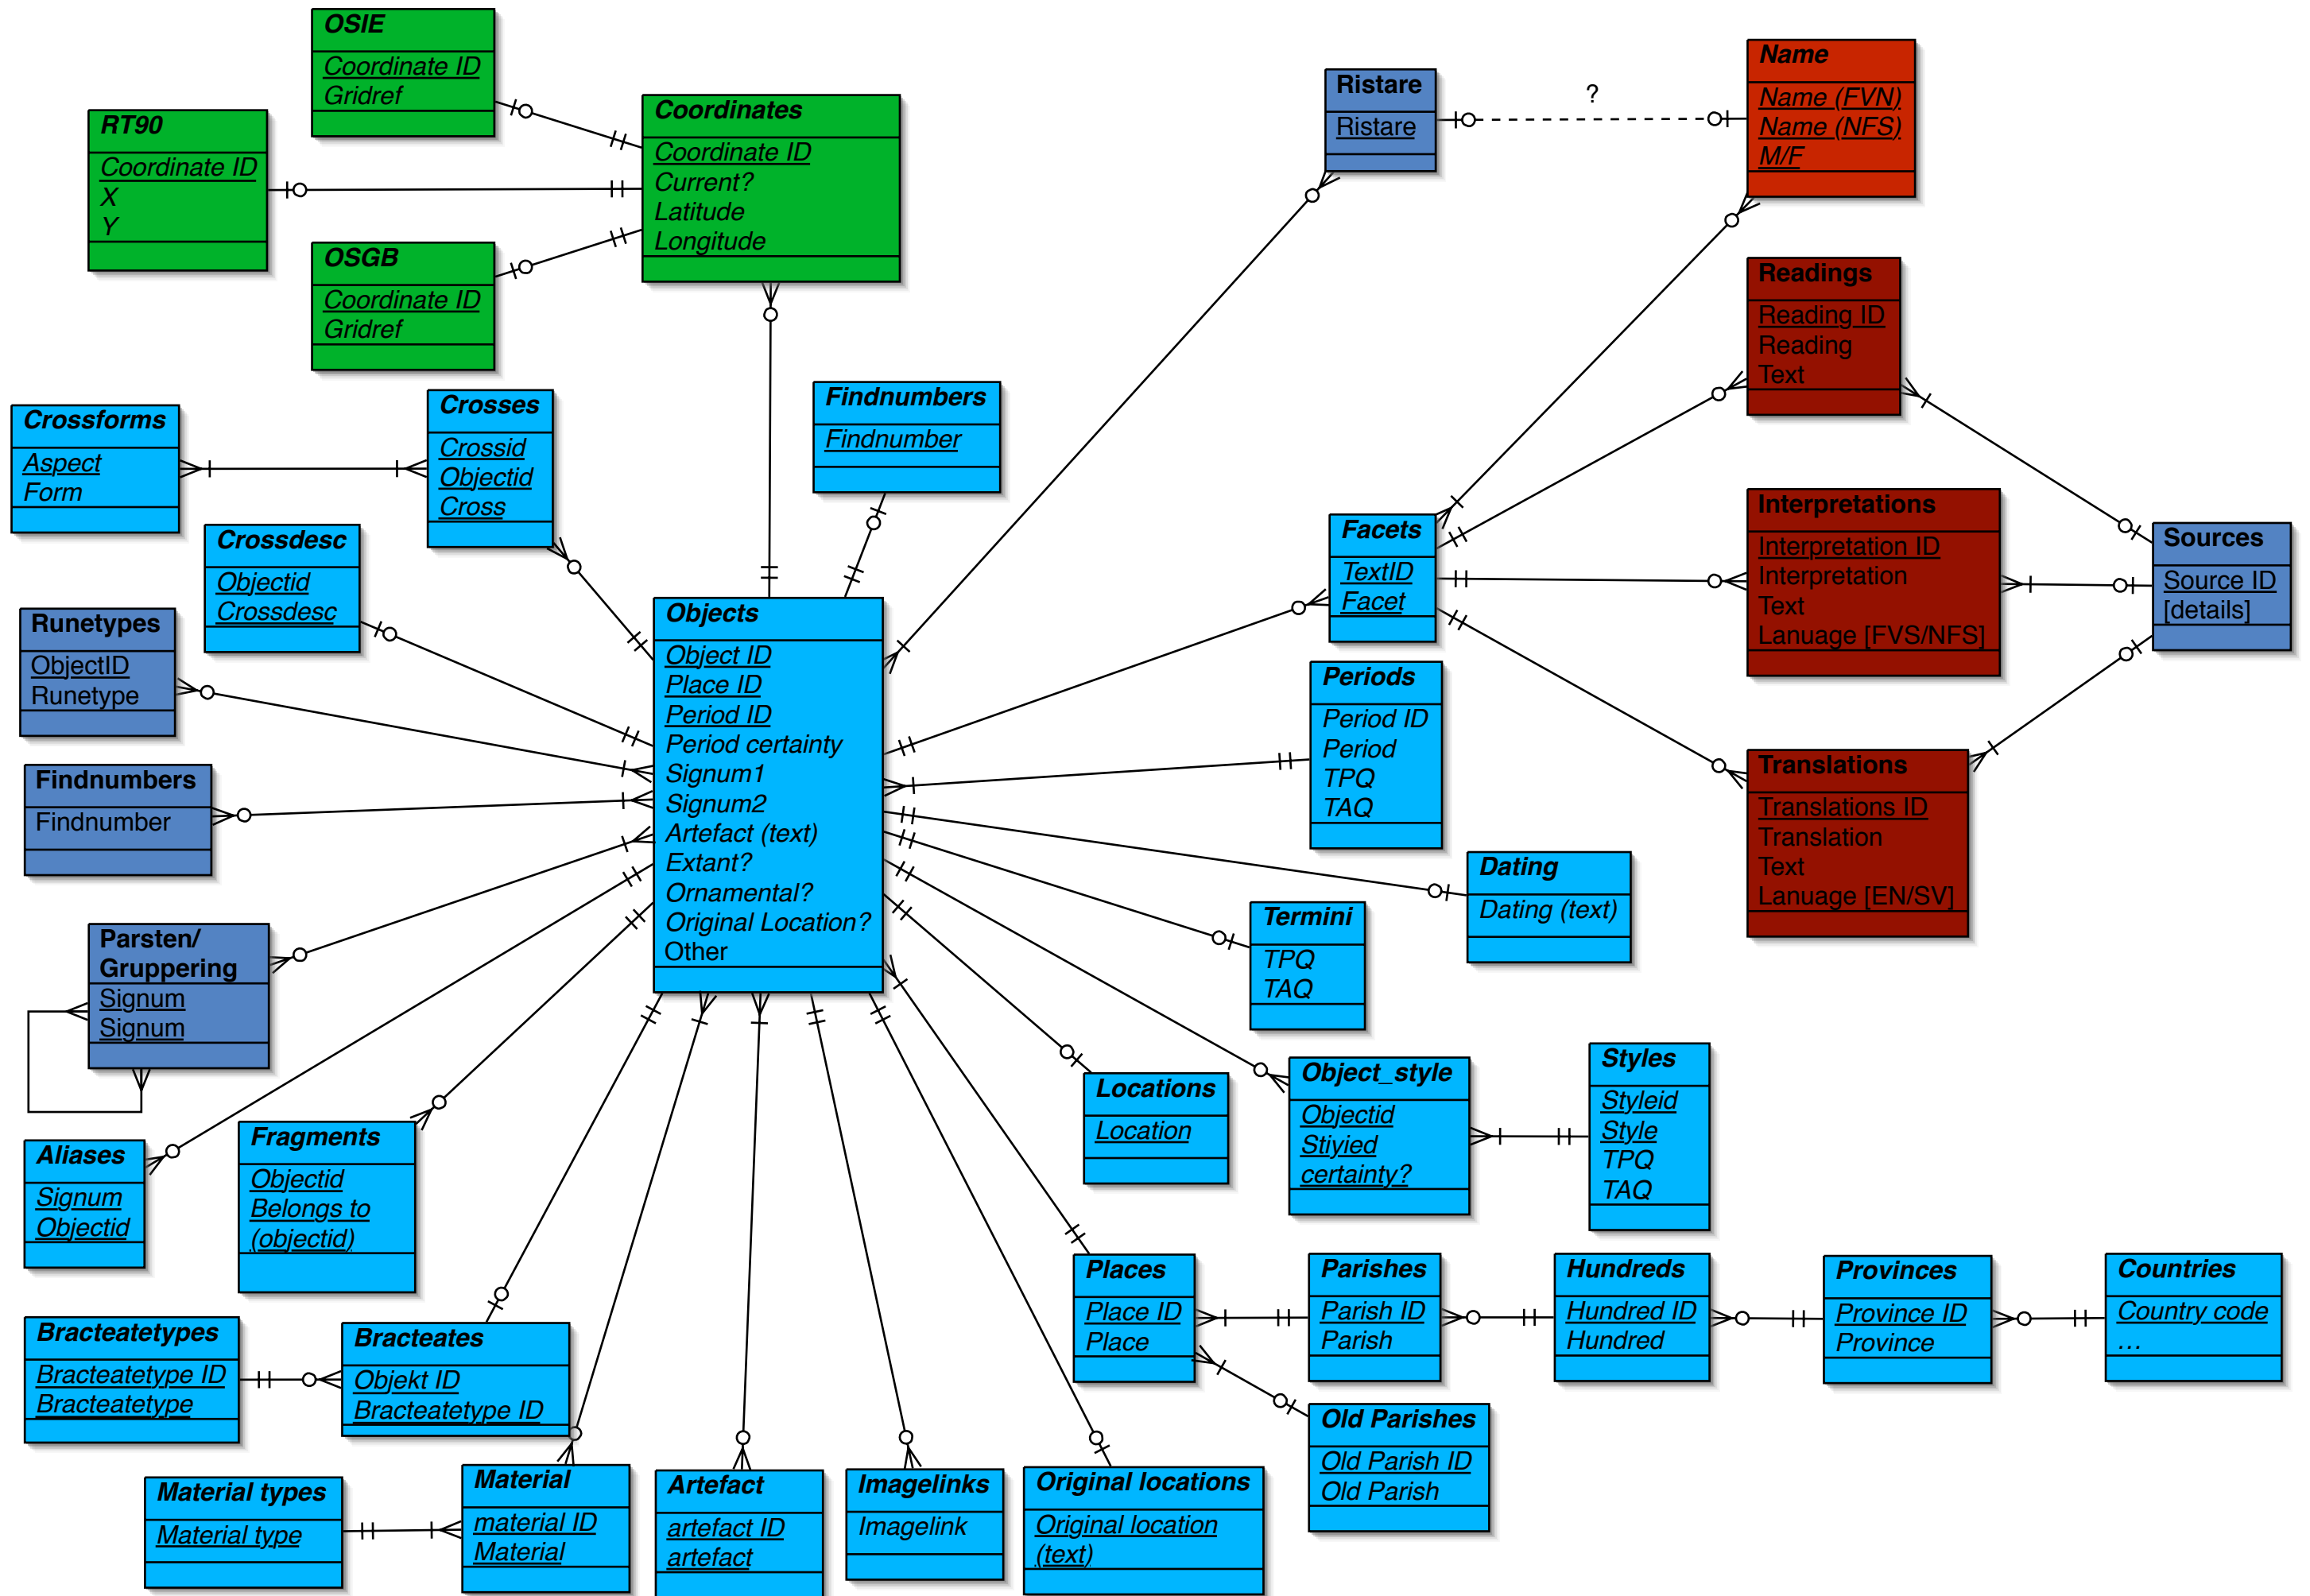 OSIE
Coordinate ID
Gridref
RT90
Coordinate ID
X
Y
OSGB
Coordinate ID
Gridref
Coordinates
Coordinate ID
Current?
Latitude
Longitude
Ristare
Ristare
?
Name
Name (FVN)
Name (NFS)
M/F
Readings
Reading ID
Reading
Text
Interpretations
Interpretation ID
Interpretation
Text
Lanuage [FVS/NFS]
Sources
Source ID
[details]
Translations
Translations ID
Translation
Text
Lanuage [EN/SV]
Crossforms
Aspect
Form
Crosses
Crossid
Objectid
Cross
Findnumbers
Findnumber
Crossdesc
Objectid
Crossdesc
Facets
TextID
Facet
Runetypes
ObjectID
Runetype
Findnumbers
Findnumber
Objects
Object ID
Place ID
Period ID
Period certainty
Signum1
Signum2
Artefact (text)
Extant?
Ornamental?
Original Location?
Other
Periods
Period ID
Period
TPQ
TAQ
Dating
Dating (text)
Termini
TPQ
TAQ
Parsten/
Gruppering
Signum
Signum
Aliases
Signum
Objectid
Fragments
Objectid
Belongs to
(objectid)
Locations
Location
Object_style
Objectid
Stiyied
certainty?
Styles
Styleid
Style
TPQ
TAQ
Bracteatetypes
Bracteatetype ID
Bracteatetype
Bracteates
Objekt ID
Bracteatetype ID
Places
Place ID
Place
Parishes
Parish ID
Parish
Hundreds
Hundred ID
Hundred
Provinces
Province ID
Province
Countries
Country code
...
Old Parishes
Old Parish ID
Old Parish
Material types
Material type
Material
material ID
Material
Artefact
artefact ID
artefact
Imagelinks
Imagelink
Original locations
Original location
(text)